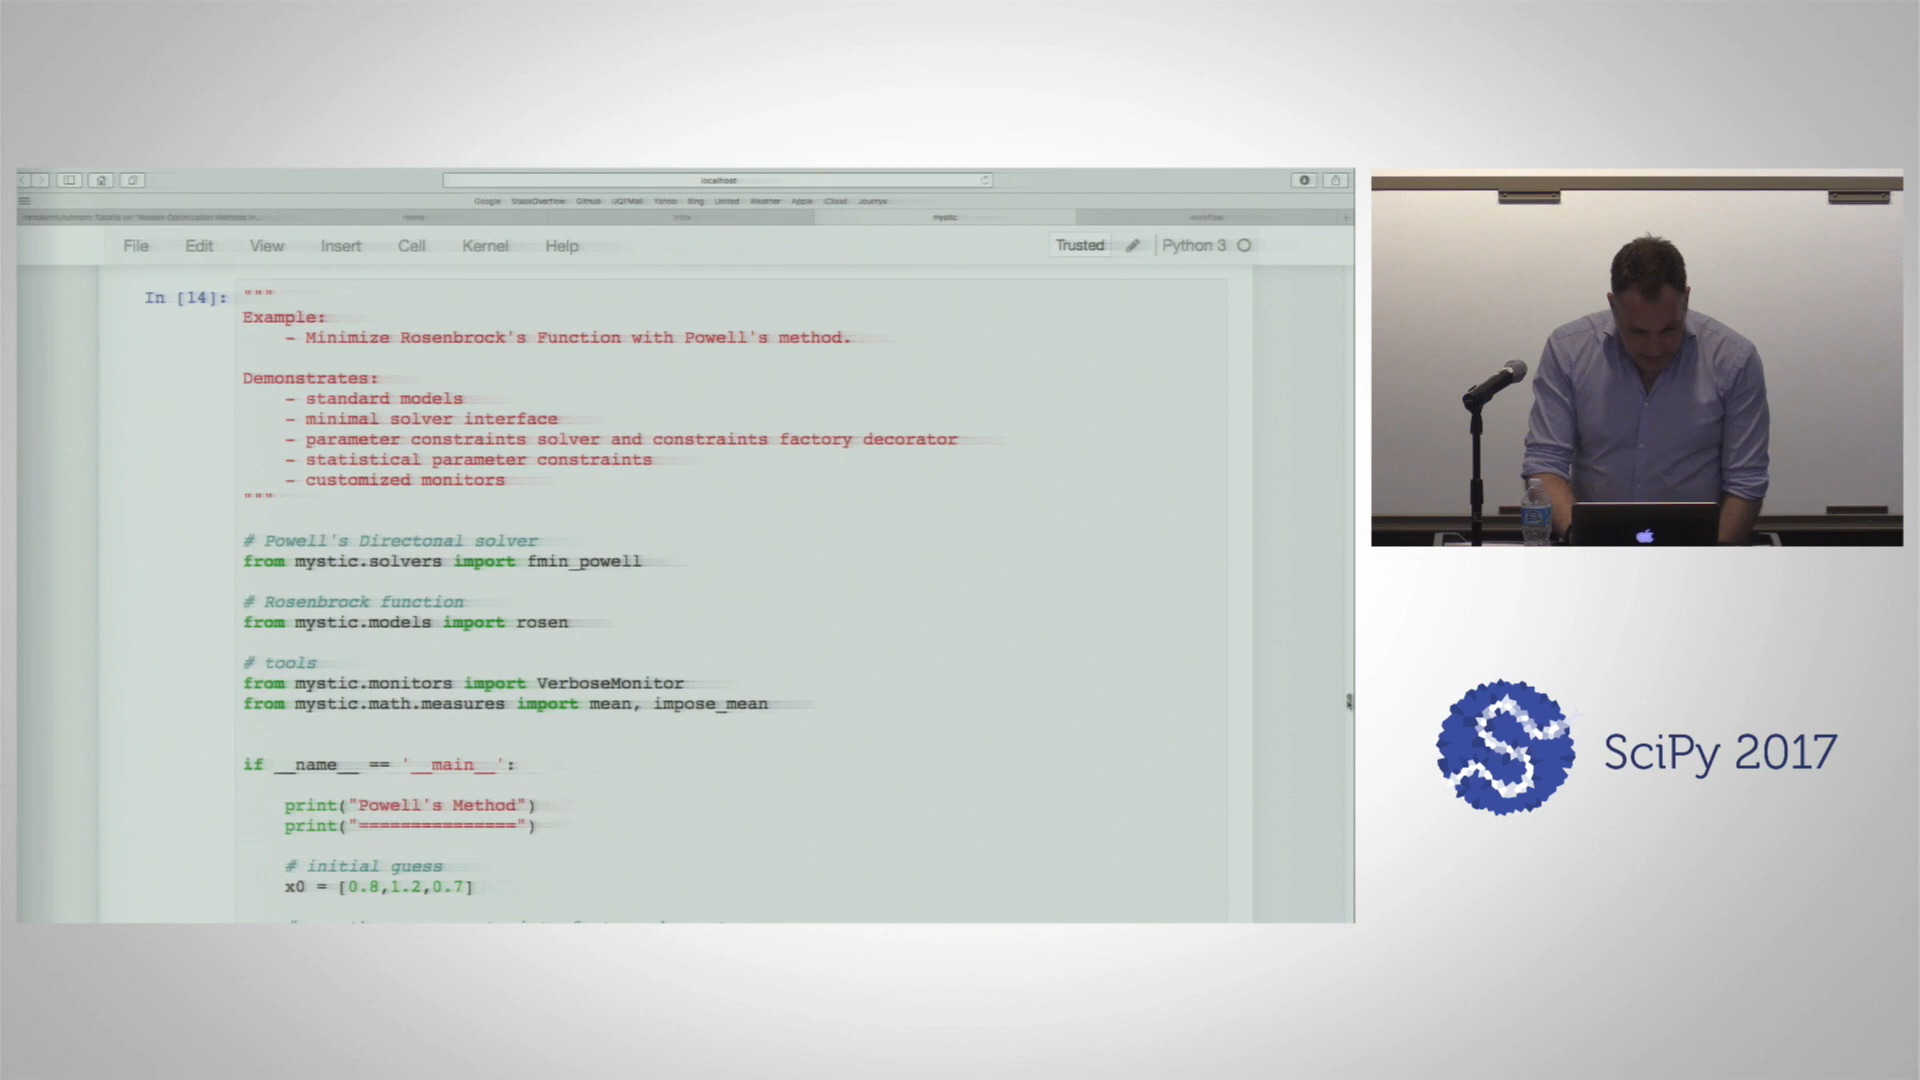 localhost
Google StackOverflow Github UQFMail Yahoo Bing United Weather Apple iCloud Journys
Home
mystic
workflow
File Edit View Insert Cell Kernel Help
Trusted
Python 3
In [14]:
"""
Example:
- Minimize Rosenbrock's Function with Powell's method.
Demonstrates:
- standard models
- minimal solver interface
- parameter constraints solver and constraints factory decorator
- statistical parameter constraints
- customized monitors
"""
# Powell's Directonal solver
from mystic.solvers import fmin_powell
# Rosenbrock function
from mystic.models import rosen
# tools
from mystic.monitors import VerboseMonitor
from mystic.math.measures import mean, impose_mean
if __name__ == '__main__':
print("Powell's Method")
print("===============")
# initial guess
x0 = [0.8,1.2,0.7]
SciPy 2017